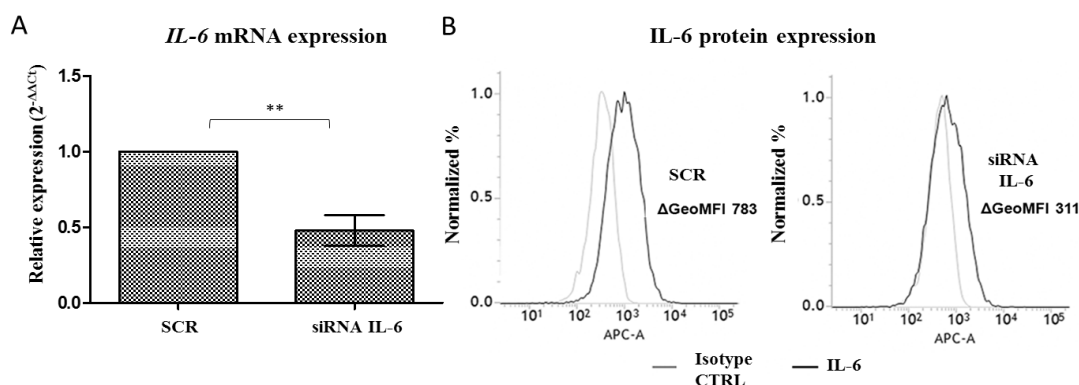 A
IL-6 mRNA expression
Relative expression (2-ΔΔCt)
1.5
1.0
0.5
0.0
**
SCR
siRNA IL-6
B
IL-6 protein expression
Normalized %
1.0
0.5
0.0
SCR
ΔGeoMFI 783
10¹ 10² 10³ 10⁴ 10⁵
APC-A
Normalized %
1.0
0.5
0.0
siRNA
IL-6
ΔGeoMFI 311
10¹ 10² 10³ 10⁴ 10⁵
APC-A
Isotype
CTRL
IL-6